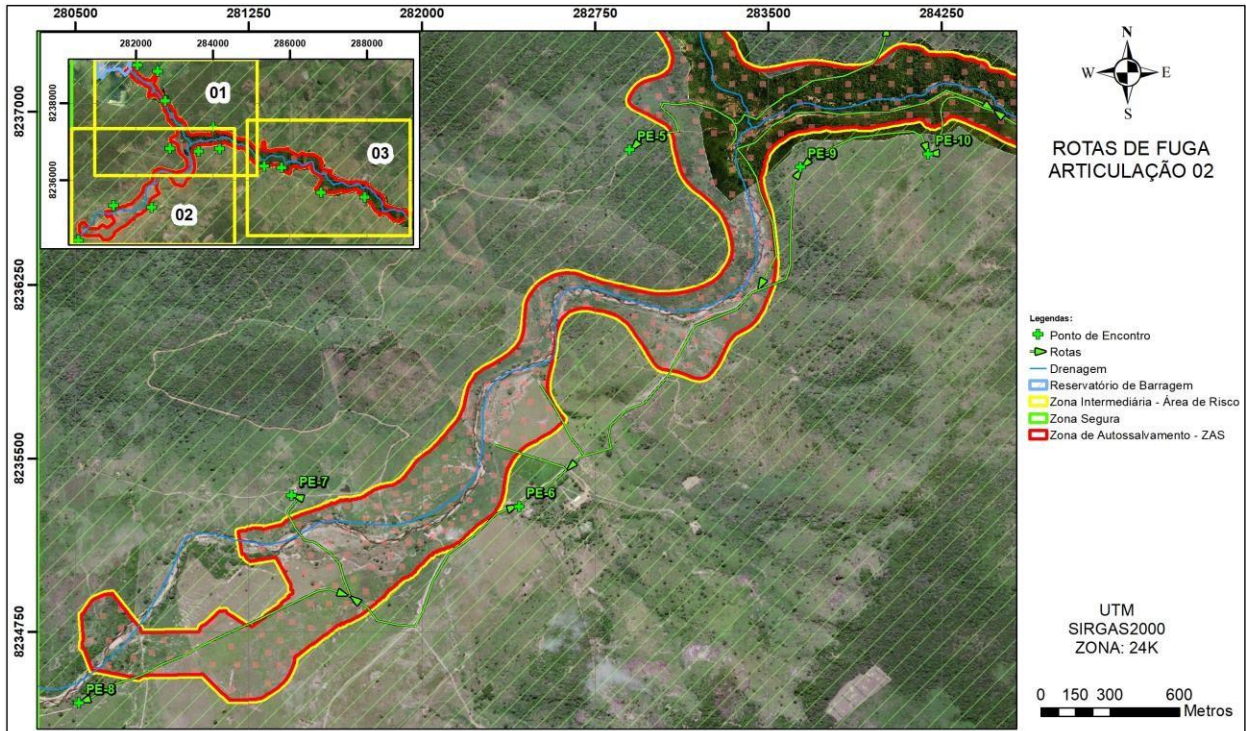 280500 281250 282000 282750 283500 284250
282000 284000 286000 288000
8238000
8236000
01
02
03
8237000
8236250
8235500
8234750
PE-5
PE-9
PE-10
PE-7
PE-6
PE-8
N
W E
S
ROTAS DE FUGA
ARTICULAÇÃO 02
Legendas:
Ponto de Encontro
Rotas
Drenagem
Reservatório de Barragem
Zona Intermediária - Área de Risco
Zona Segura
Zona de Autossalvamento - ZAS
UTM
SIRGAS2000
ZONA: 24K
0 150 300 600
Metros